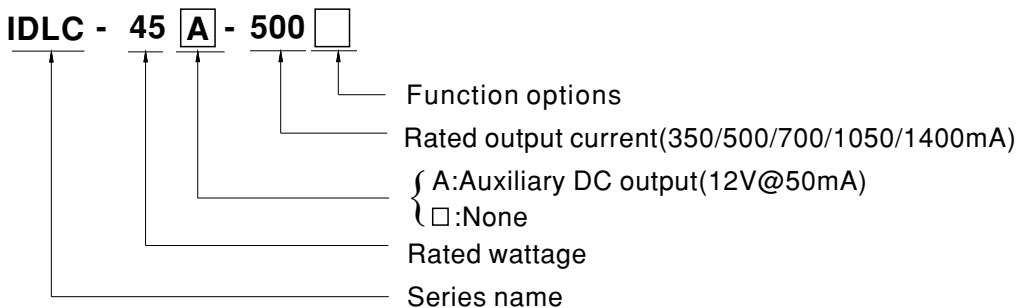 IDLC - 45 A - 500 □
Function options
Rated output current(350/500/700/1050/1400mA)
A:Auxiliary DC output(12V@50mA)
□:None
Rated wattage
Series name